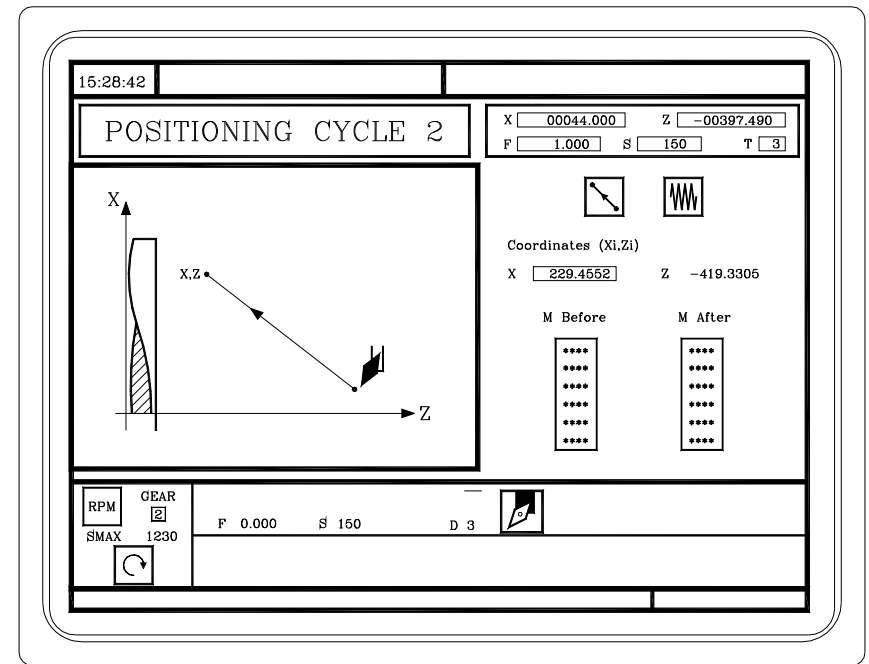 15:28:42
POSITIONING CYCLE 2
X 00044.000 Z -00397.490
F 1.000 S 150 T 3
X
X,Z
Z
Coordinates (Xi,Zi)
X 229.4552 Z -419.3305
M Before M After
**** ****
**** ****
**** ****
**** ****
**** ****
**** ****
RPM GEAR
2
SMAX 1230
F 0.000 S 150 D 3